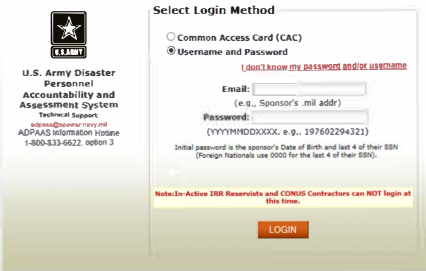 Select Login Method
Common Access Card (CAC)
Username and Password
I don't know my password and/or username
Email:
(e.g., Sponsor's .mil addr)
Password:
(YYYYMMDDXXXX, e.g., 197602294321)
Initial password is the sponsor's Date of Birth and last 4 of their SSN
(Foreign Nationals use 0000 for the last 4 of their SSN).
Note:In-Active IRR Reservists and CONUS Contractors can NOT login at
this time.
LOGIN
U.S. ARMY
U.S. Army Disaster
Personnel
Accountability and
Assessment System
Technical Support:
navy.mil
ADPAAS Information Hotline
1-800-833-6622, option 3